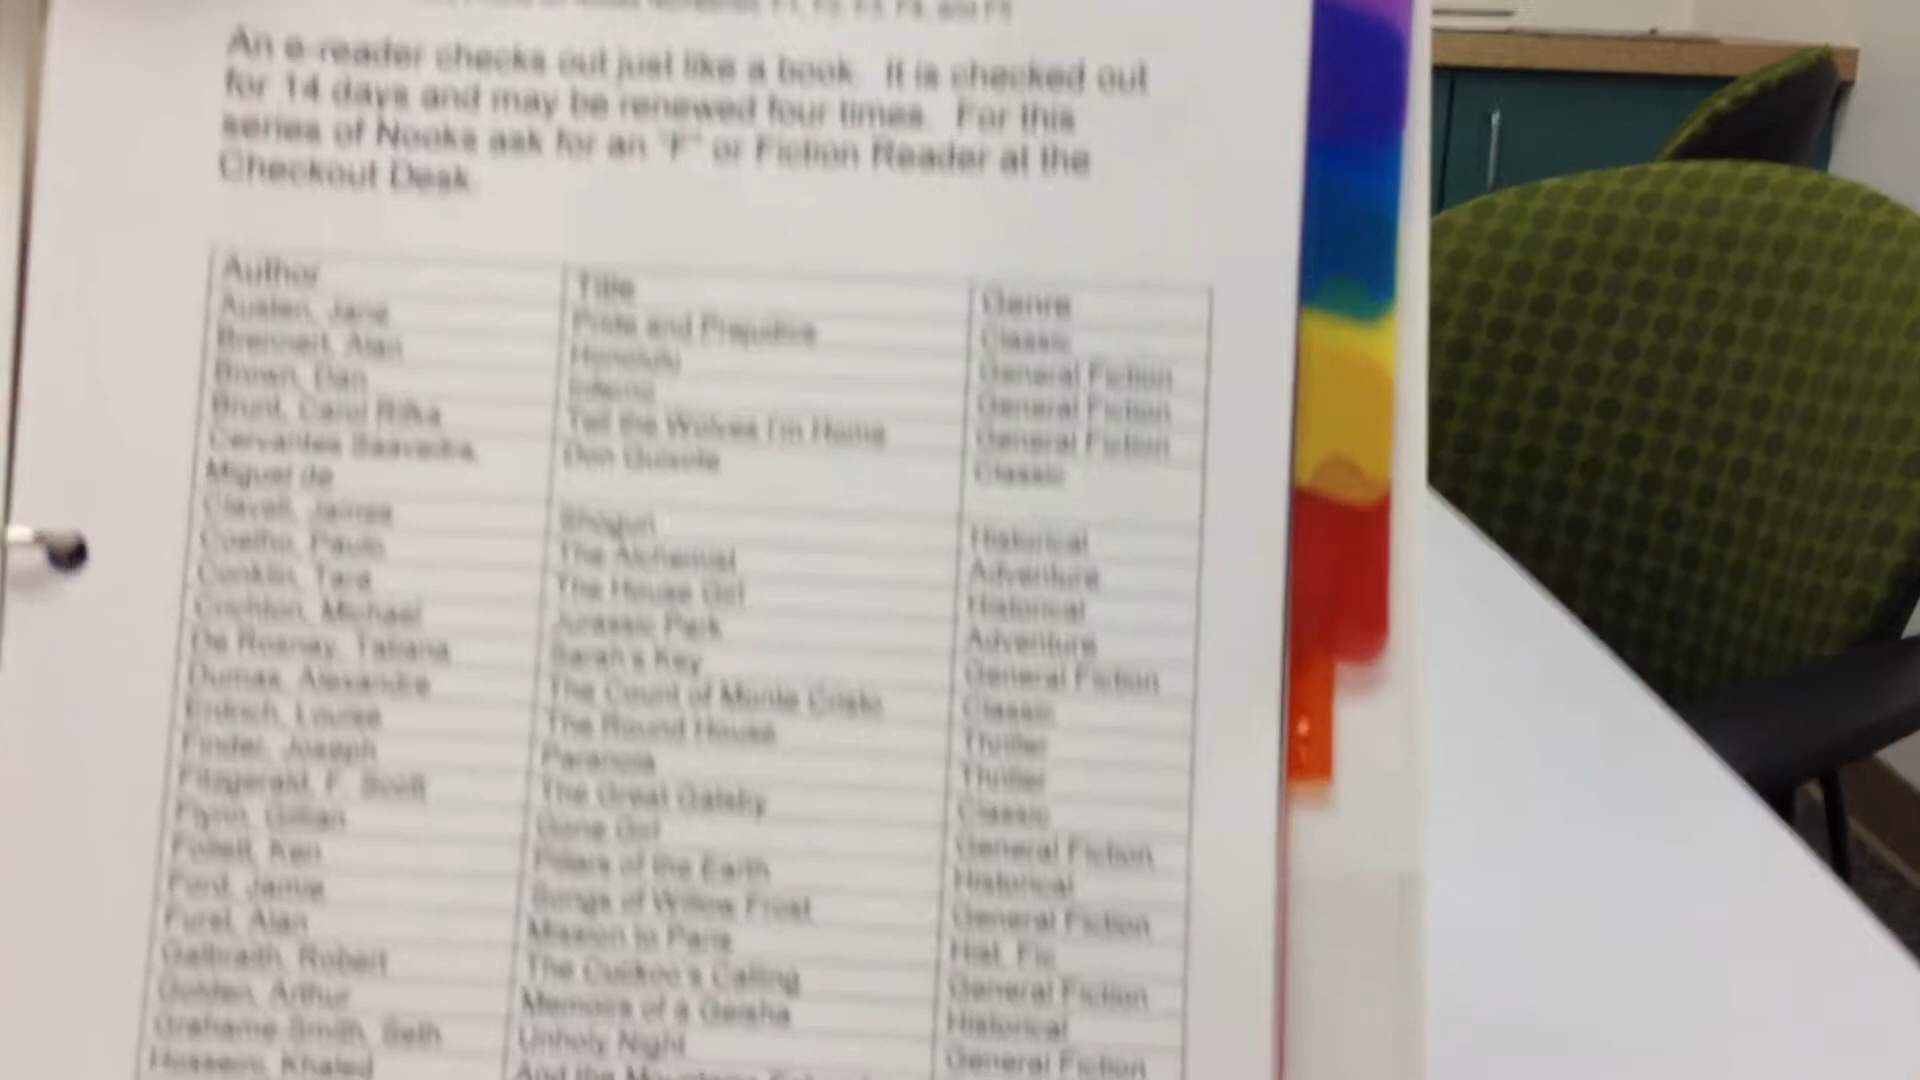 An e-reader checks out just like a book. It is checked out
for 14 days and may be renewed four times. For this
series of Nooks ask for an "F" or Fiction Reader at the
Checkout Desk.
Author Title Genre
Austen, Jane Pride and Prejudice Classic
Brennert, Alan Honolulu General Fiction
Brown, Dan Inferno General Fiction
Brunt, Carol Rifka Tell the Wolves I'm Home General Fiction
Cervantes Saavedra, Don Quixote Classic
Miguel de
Clavell, James Shogun Historical
Coelho, Paulo The Alchemist Adventure
Conklin, Tara The House Girl Historical
Crichton, Michael Jurassic Park Adventure
De Rosnay, Tatiana Sarah's Key General Fiction
Dumas, Alexandre The Count of Monte Cristo Classic
Erdrich, Louise The Round House Thriller
Finder, Joseph Paranoia Thriller
Fitzgerald, F. Scott The Great Gatsby Classic
Flynn, Gillian Gone Girl General Fiction
Follett, Ken Pillars of the Earth Historical
Ford, Jamie Songs of Willow Frost General Fiction
Furst, Alan Mission to Paris Hist. Fic
Galbraith, Robert The Cuckoo's Calling General Fiction
Golden, Arthur Memoirs of a Geisha Historical
Grahame-Smith, Seth Unholy Night General Fiction
Hosseini, Khaled And the Mountains